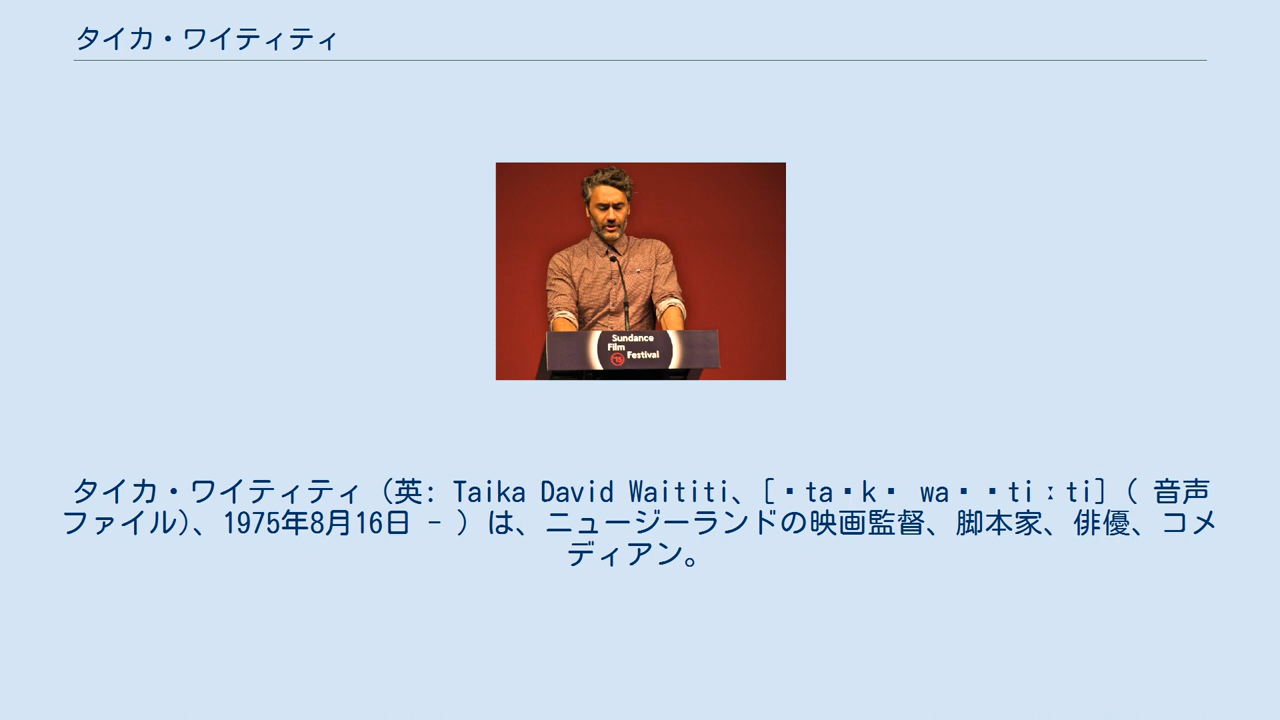 タイカ・ワイティティ
Sundance
Film
Festival
タイカ・ワイティティ（英: Taika David Waititi、[･ta･k･ wa･･tiːti]（ 音声
ファイル)、1975年8月16日 - ）は、ニュージーランドの映画監督、脚本家、俳優、コメ
ディアン。